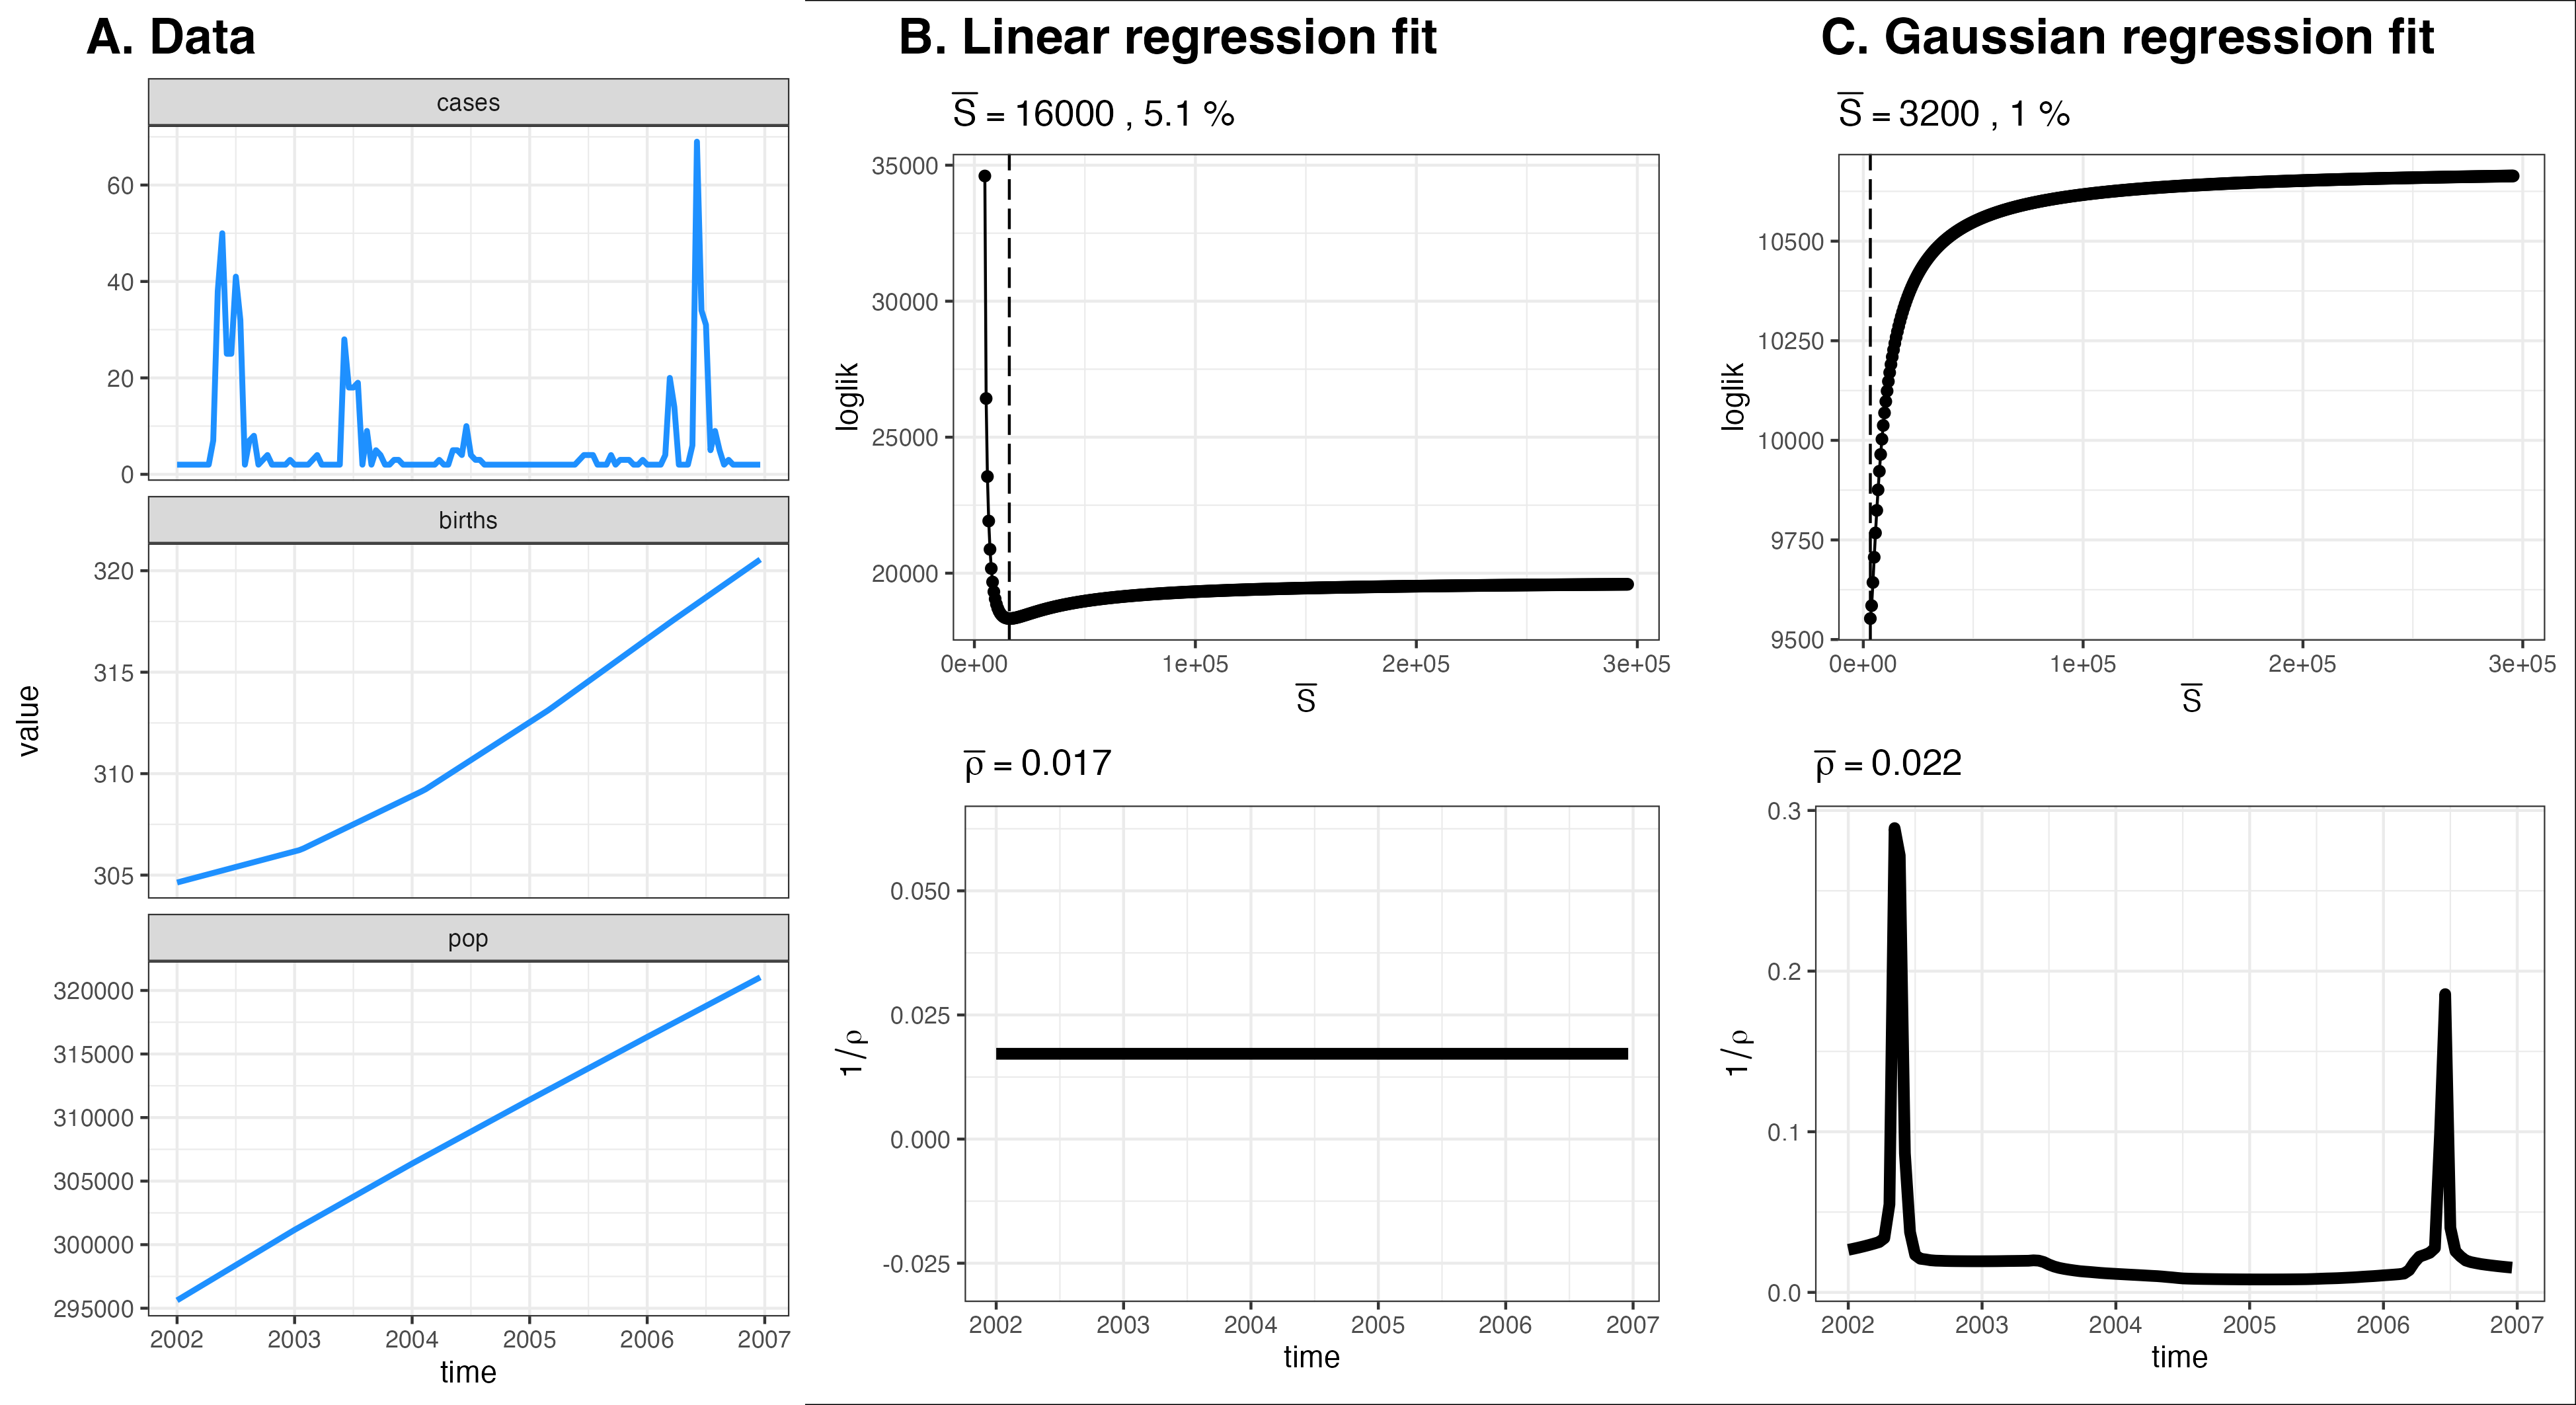 A. Data
cases
60
40
20
0
births
320
315
310
305
pop
320000
315000
310000
305000
300000
295000
2002 2003 2004 2005 2006 2007
time
value
B. Linear regression fit
S̅ = 16000 , 5.1 %
35000
30000
25000
20000
loglik
0e+00 1e+05 2e+05 3e+05
S̅
ρ̅ = 0.017
0.050
0.025
0.000
-0.025
1/ρ
2002 2003 2004 2005 2006 2007
time
C. Gaussian regression fit
S̅ = 3200 , 1 %
10500
10250
10000
9750
9500
loglik
0e+00 1e+05 2e+05 3e+05
S̅
ρ̅ = 0.022
0.3
0.2
0.1
0.0
1/ρ
2002 2003 2004 2005 2006 2007
time